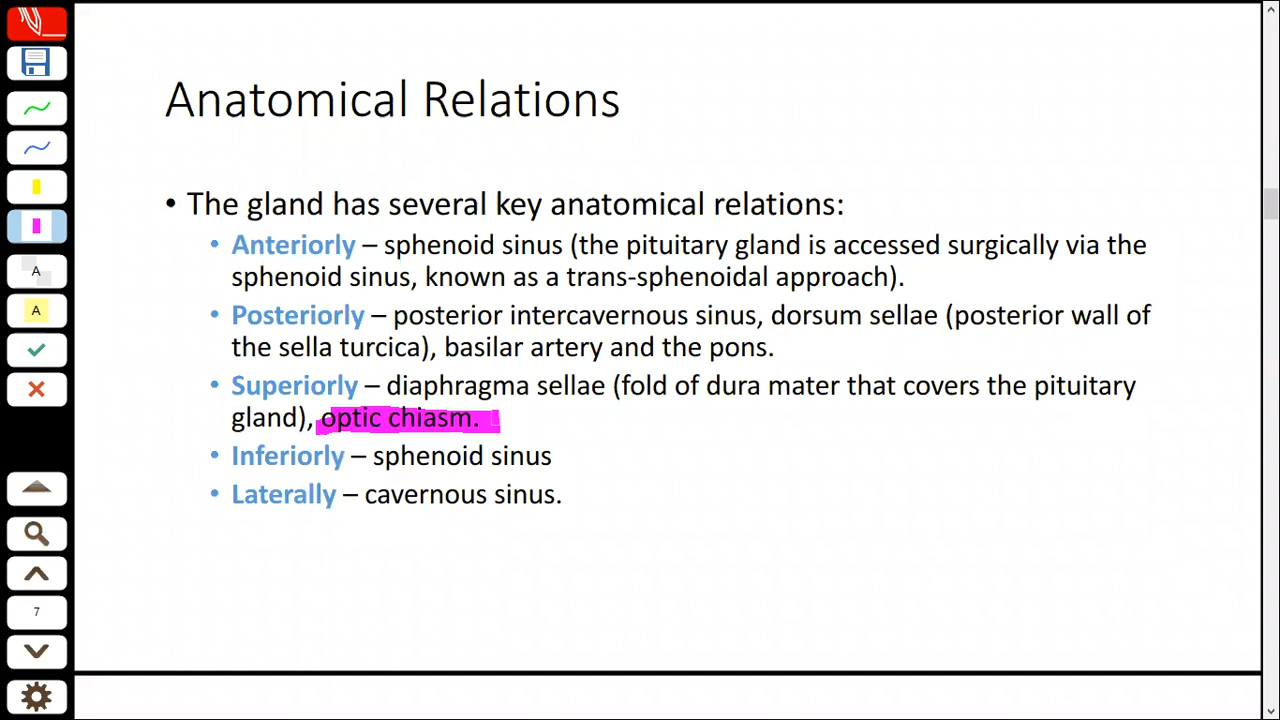 Anatomical Relations
• The gland has several key anatomical relations:
• Anteriorly – sphenoid sinus (the pituitary gland is accessed surgically via the
sphenoid sinus, known as a trans-sphenoidal approach).
• Posteriorly – posterior intercavernous sinus, dorsum sellae (posterior wall of
the sella turcica), basilar artery and the pons.
• Superiorly – diaphragma sellae (fold of dura mater that covers the pituitary
gland), optic chiasm.
• Inferiorly – sphenoid sinus
• Laterally – cavernous sinus.
A
A
7